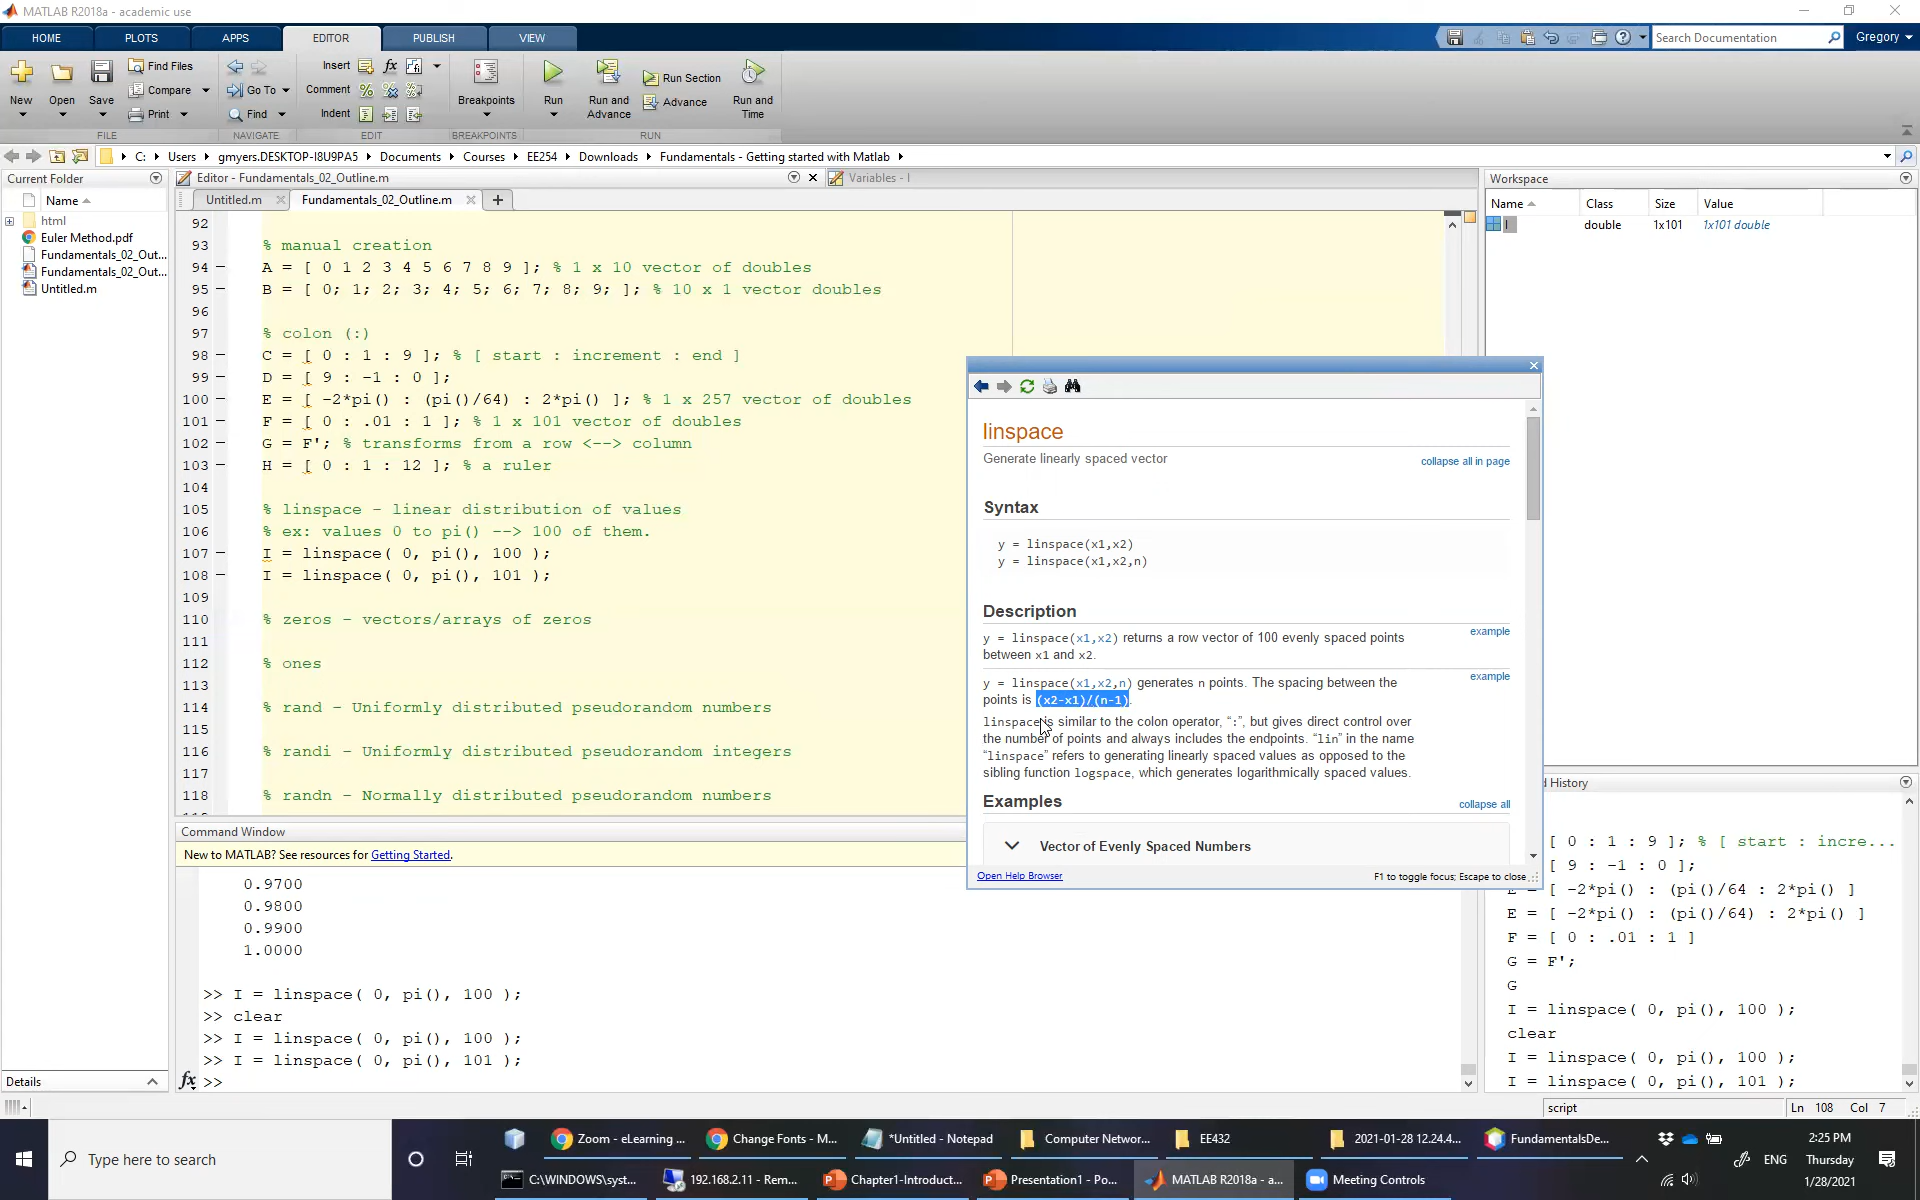 MATLAB R2018a - academic use
HOME PLOTS APPS EDITOR PUBLISH VIEW
Search Documentation
Gregory
New Open Save
Find Files
Compare
Print
FILE
Go To
Find
NAVIGATE
Insert
Comment
Indent
EDIT
Breakpoints
BREAKPOINTS
Run
Run and Advance
Run Section
Advance
Run and Time
RUN
C: Users gmyers.DESKTOP-I8U9PA5 Documents Courses EE254 Downloads Fundamentals - Getting started with Matlab
Current Folder
Name
html
Euler Method.pdf
Fundamentals_02_Out...
Fundamentals_02_Out...
Untitled.m
Details
Editor - Fundamentals_02_Outline.m
Variables - I
Untitled.m Fundamentals_02_Outline.m
92
93 % manual creation
94 A = [ 0 1 2 3 4 5 6 7 8 9 ]; % 1 x 10 vector of doubles
95 B = [ 0; 1; 2; 3; 4; 5; 6; 7; 8; 9; ]; % 10 x 1 vector doubles
96
97 % colon (:)
98 C = [ 0 : 1 : 9 ]; % [ start : increment : end ]
99 D = [ 9 : -1 : 0 ];
100 E = [ -2*pi() : (pi()/64) : 2*pi() ]; % 1 x 257 vector of doubles
101 F = [ 0 : .01 : 1 ]; % 1 x 101 vector of doubles
102 G = F'; % transforms from a row <--> column
103 H = [ 0 : 1 : 12 ]; % a ruler
104
105 % linspace - linear distribution of values
106 % ex: values 0 to pi() --> 100 of them.
107 I = linspace( 0, pi(), 100 );
108 I = linspace( 0, pi(), 101 );
109
110 % zeros - vectors/arrays of zeros
111
112 % ones
113
114 % rand - Uniformly distributed pseudorandom numbers
115
116 % randi - Uniformly distributed pseudorandom integers
117
118 % randn - Normally distributed pseudorandom numbers
linspace
Generate linearly spaced vector
collapse all in page
Syntax
y = linspace(x1,x2)
y = linspace(x1,x2,n)
Description
y = linspace(x1,x2) returns a row vector of 100 evenly spaced points
between x1 and x2.
example
y = linspace(x1,x2,n) generates n points. The spacing between the
points is (x2-x1)/(n-1).
example
linspace is similar to the colon operator, “:”, but gives direct control over
the number of points and always includes the endpoints. “lin” in the name
“linspace” refers to generating linearly spaced values as opposed to the
sibling function logspace, which generates logarithmically spaced values.
Examples
collapse all
Vector of Evenly Spaced Numbers
Open Help Browser
F1 to toggle focus; Escape to close
Workspace
Name Class Size Value
I double 1x101 1x101 double
Command Window
New to MATLAB? See resources for Getting Started.
0.9700
0.9800
0.9900
1.0000
>> I = linspace( 0, pi(), 100 );
>> clear
>> I = linspace( 0, pi(), 100 );
>> I = linspace( 0, pi(), 101 );
fx >>
History
[ 0 : 1 : 9 ]; % [ start : incre...
[ 9 : -1 : 0 ];
E = [ -2*pi() : (pi()/64 : 2*pi() ]
E = [ -2*pi() : (pi()/64) : 2*pi() ]
F = [ 0 : .01 : 1 ]
G = F';
G
I = linspace( 0, pi(), 100 );
clear
I = linspace( 0, pi(), 100 );
I = linspace( 0, pi(), 101 );
script
Ln 108 Col 7
Type here to search
Zoom - eLearning ...
Change Fonts - M...
*Untitled - Notepad
Computer Networ...
EE432
2021-01-28 12.24.4...
FundamentalsDe...
C:\WINDOWS\syst...
192.168.2.11 - Rem...
Chapter1-Introduct...
Presentation1 - Po...
MATLAB R2018a - a...
Meeting Controls
ENG
2:25 PM
Thursday
1/28/2021